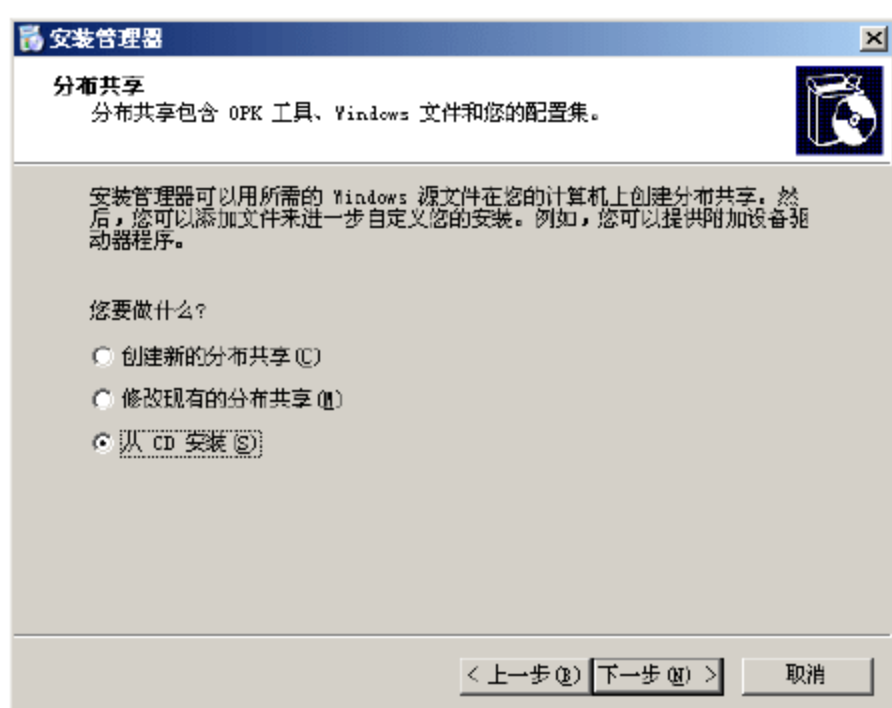 安装管理器
分布共享
分布共享包含 OPK 工具、Windows 文件和您的配置集。
安装管理器可以用所需的 Windows 源文件在您的计算机上创建分布共享。然
后，您可以添加文件来进一步自定义您的安装。例如，您可以提供附加设备驱
动器程序。
您要做什么?
创建新的分布共享(C)
修改现有的分布共享(M)
从 CD 安装(S)
< 上一步(B) 下一步(N) > 取消